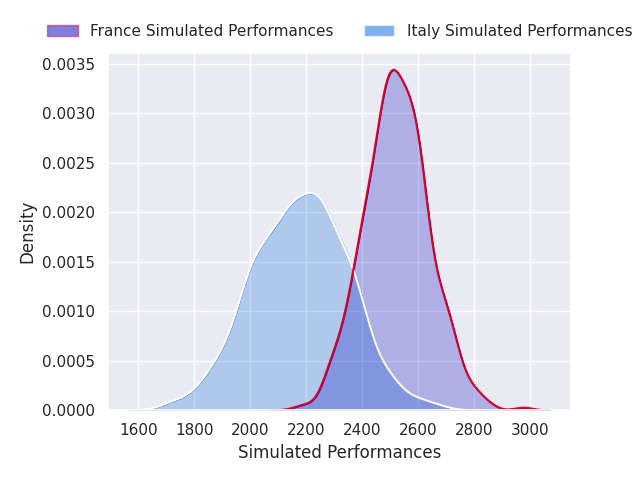 France Simulated Performances Italy Simulated Performances
0.0035
0.0030
0.0025
0.0020
0.0015
0.0010
0.0005
0.0000
Density
1600 1800 2000 2200 2400 2600 2800 3000
Simulated Performances